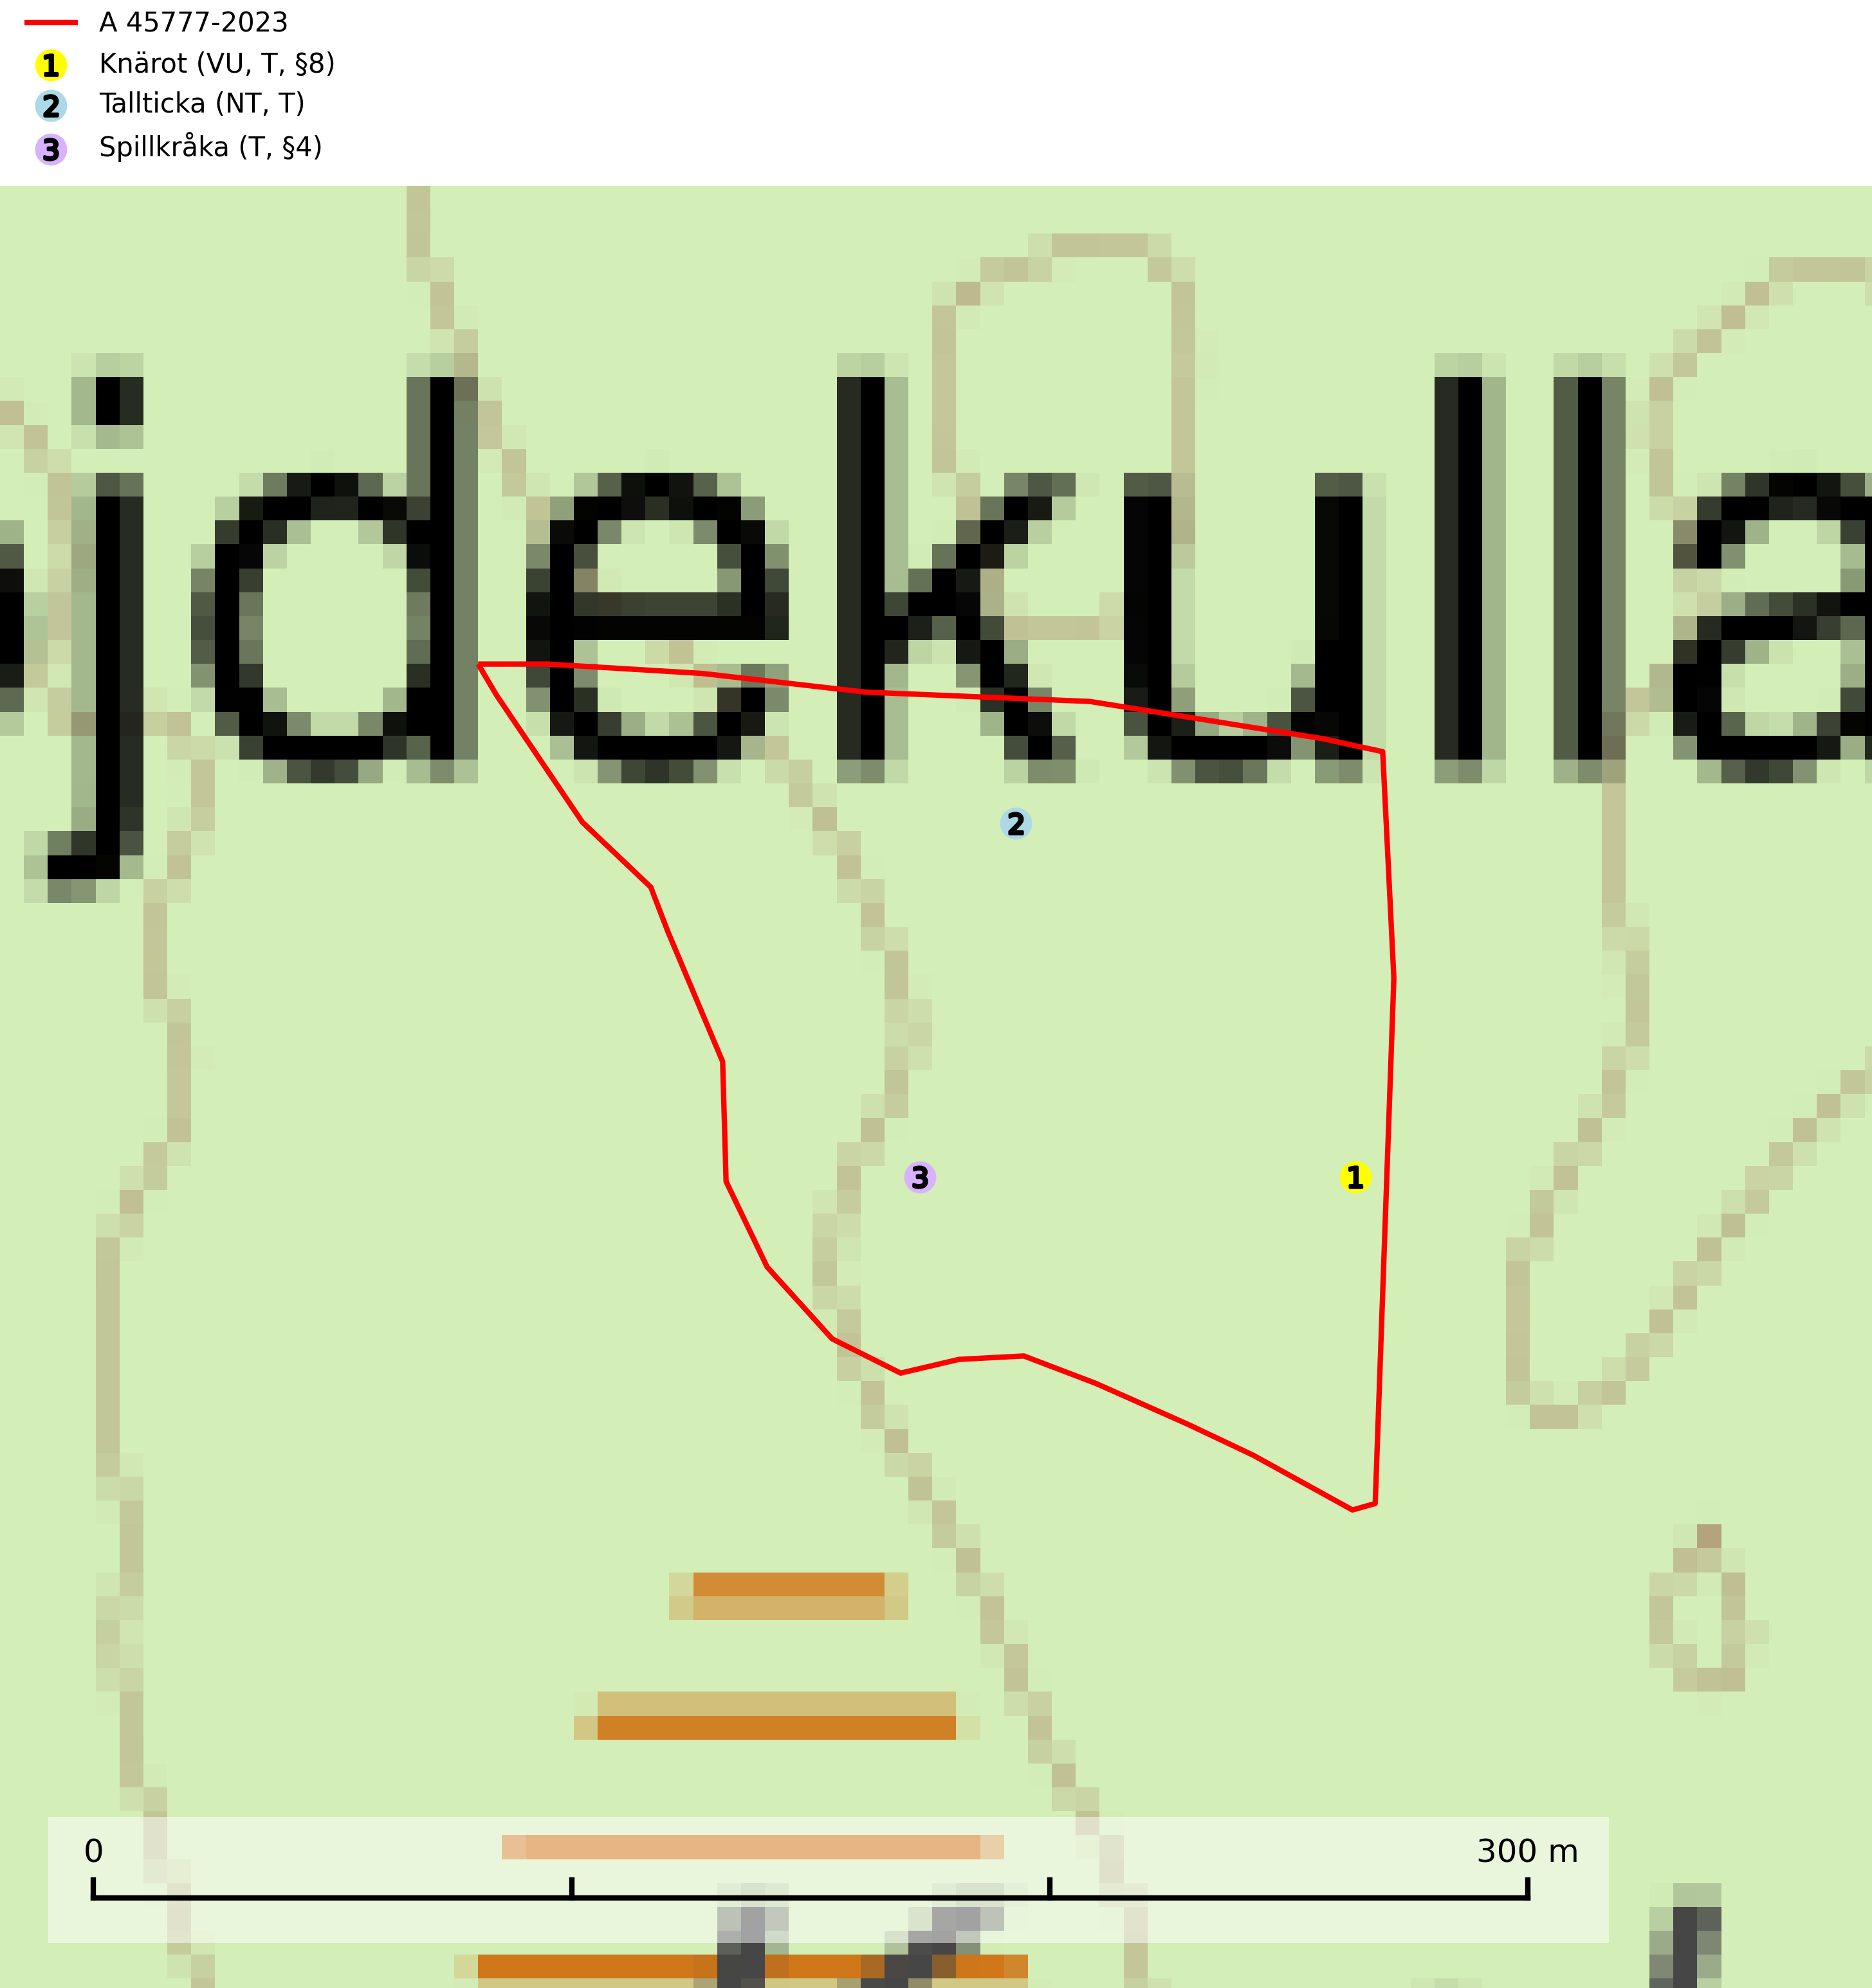 A 45777-2023
1 Knärot (VU, T, §8)
2 Tallticka (NT, T)
3 Spillkråka (T, §4)
jdekulla
2
3
1
0 300 m